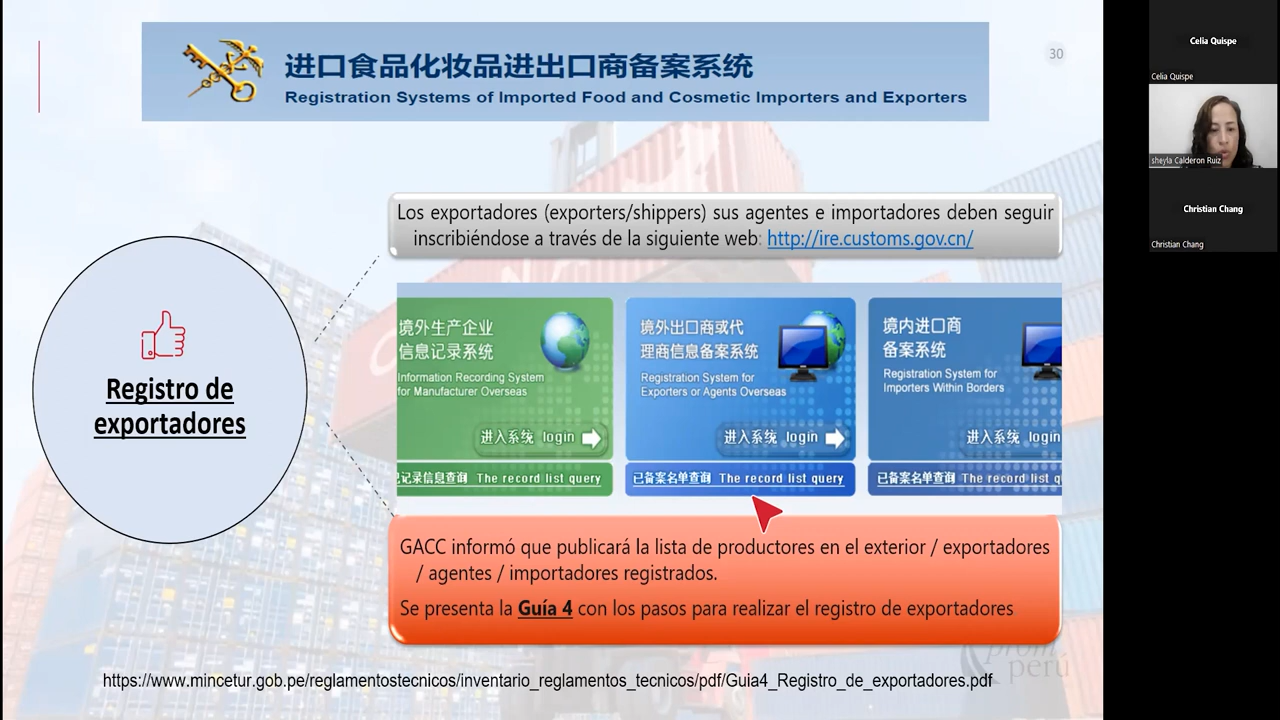 进口食品化妆品进出口商备案系统
Registration Systems of Imported Food and Cosmetic Importers and Exporters
30
Los exportadores (exporters/shippers) sus agentes e importadores deben seguir
inscribiéndose a través de la siguiente web: http://ire.customs.gov.cn/
Registro de
exportadores
境外生产企业
信息记录系统
Information Recording System
for Manufacturer Overseas
进入系统 login
记录信息查询 The record list query
境外出口商或代
理商信息备案系统
Registration System for
Exporters or Agents Overseas
进入系统 login
已备案名单查询 The record list query
境内进口商
备案系统
Registration System for
Importers Within Borders
进入系统 login
已备案名单查询 The record list q
GACC informó que publicará la lista de productores en el exterior / exportadores
/ agentes / importadores registrados.
Se presenta la Guía 4 con los pasos para realizar el registro de exportadores
prom
perú
https://www.mincetur.gob.pe/reglamentostecnicos/inventario_reglamentos_tecnicos/pdf/Guia4_Registro_de_exportadores.pdf
Celia Quispe
Celia Quispe
sheyla Calderon Ruiz
Christian Chang
Christian Chang